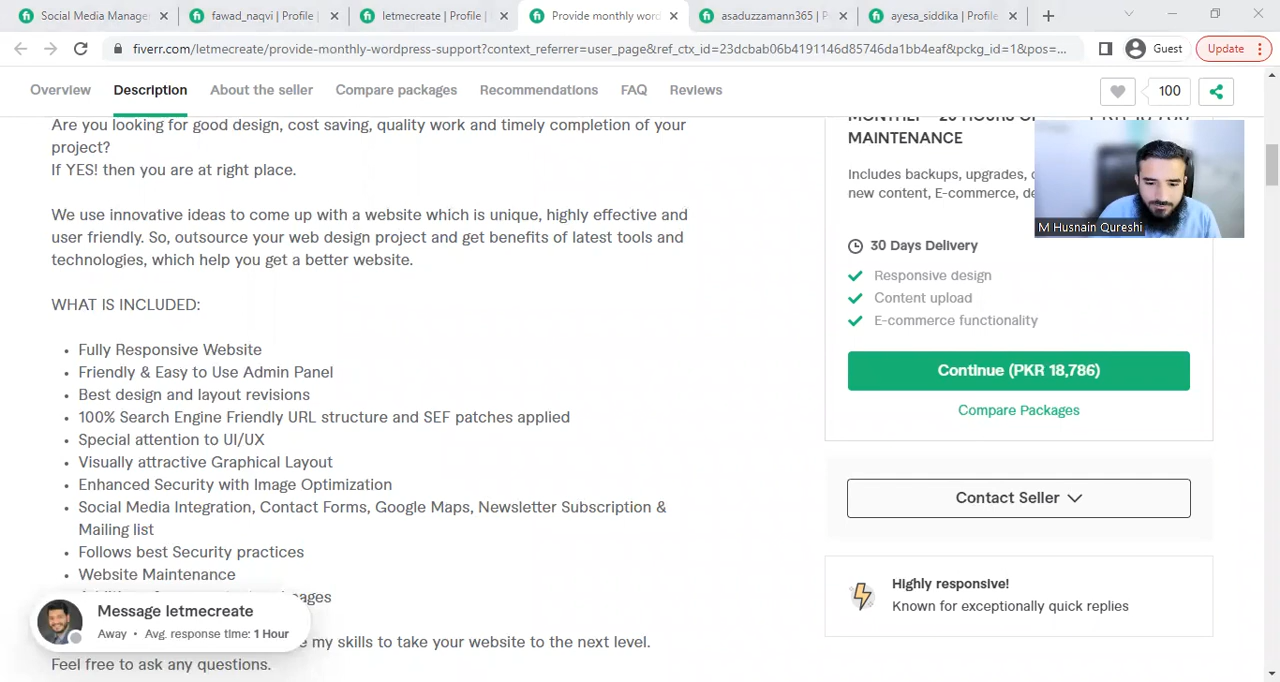 Social Media Manage
fawad_naqvi | Profile
letmecreate | Profile
Provide monthly wor
asaduzzamann365 | P
ayesa_siddika | Profile
fiverr.com/letmecreate/provide-monthly-wordpress-support?context_referrer=user_page&ref_ctx_id=23dcbab06b4191146d85746da1bb4eaf&pckg_id=1&pos=...
Guest
Update
Overview
Description
About the seller
Compare packages
Recommendations
FAQ
Reviews
100
Are you looking for good design, cost saving, quality work and timely completion of your
project?
If YES! then you are at right place.
We use innovative ideas to come up with a website which is unique, highly effective and
user friendly. So, outsource your web design project and get benefits of latest tools and
technologies, which help you get a better website.
WHAT IS INCLUDED:
• Fully Responsive Website
• Friendly & Easy to Use Admin Panel
• Best design and layout revisions
• 100% Search Engine Friendly URL structure and SEF patches applied
• Special attention to UI/UX
• Visually attractive Graphical Layout
• Enhanced Security with Image Optimization
• Social Media Integration, Contact Forms, Google Maps, Newsletter Subscription &
Mailing list
• Follows best Security practices
• Website Maintenance
my skills to take your website to the next level.
Feel free to ask any questions.
Message letmecreate
Away • Avg. response time: 1 Hour
MAINTENANCE
Includes backups, upgrades,
new content, E-commerce,
M Husnain Qureshi
30 Days Delivery
Responsive design
Content upload
E-commerce functionality
Continue (PKR 18,786)
Compare Packages
Contact Seller
Highly responsive!
Known for exceptionally quick replies